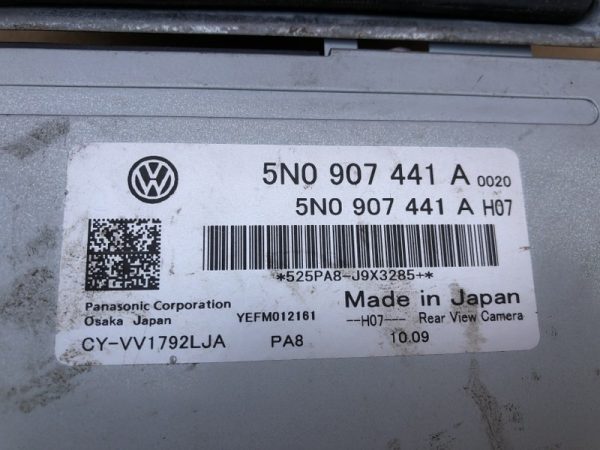 5N0 907 441 A 0020
5N0 907 441 A H07
*525PA8-J9X3285+*
Panasonic Corporation
Osaka Japan
YEFM012161
Made in Japan
--H07-- Rear View Camera
CY-VV1792LJA PA8 10.09